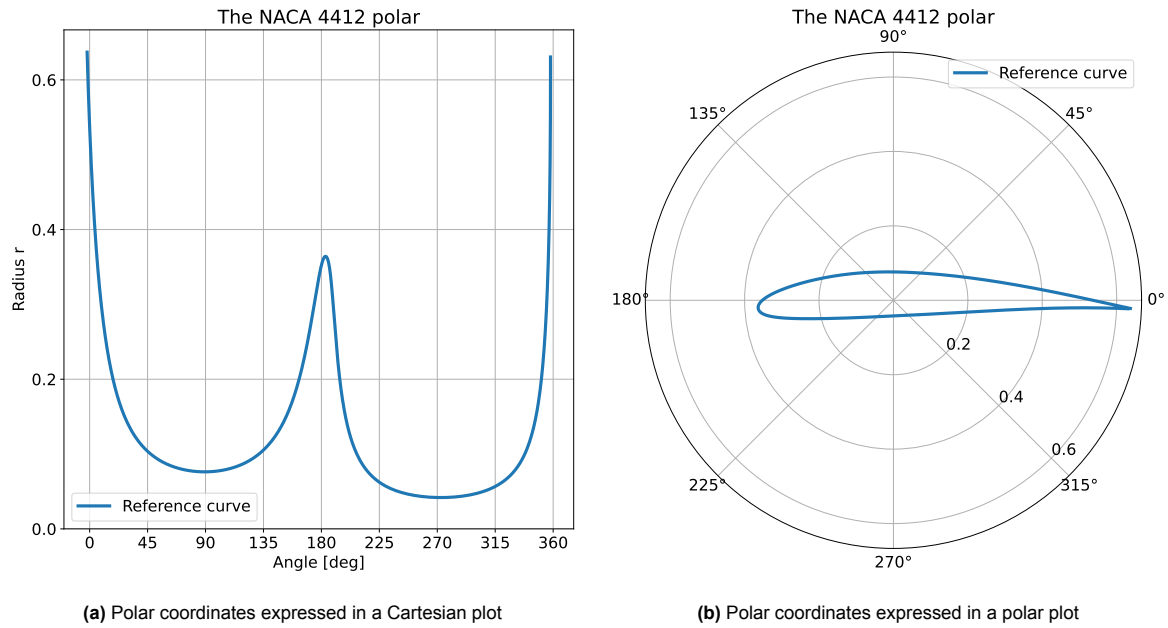 The NACA 4412 polar
Radius r
0.6
0.4
0.2
0.0
Reference curve
0 45 90 135 180 225 270 315 360
Angle [deg]
(a) Polar coordinates expressed in a Cartesian plot
The NACA 4412 polar
90°
Reference curve
135° 45°
180° 0°
0.2
0.4
0.6
225° 315°
270°
(b) Polar coordinates expressed in a polar plot